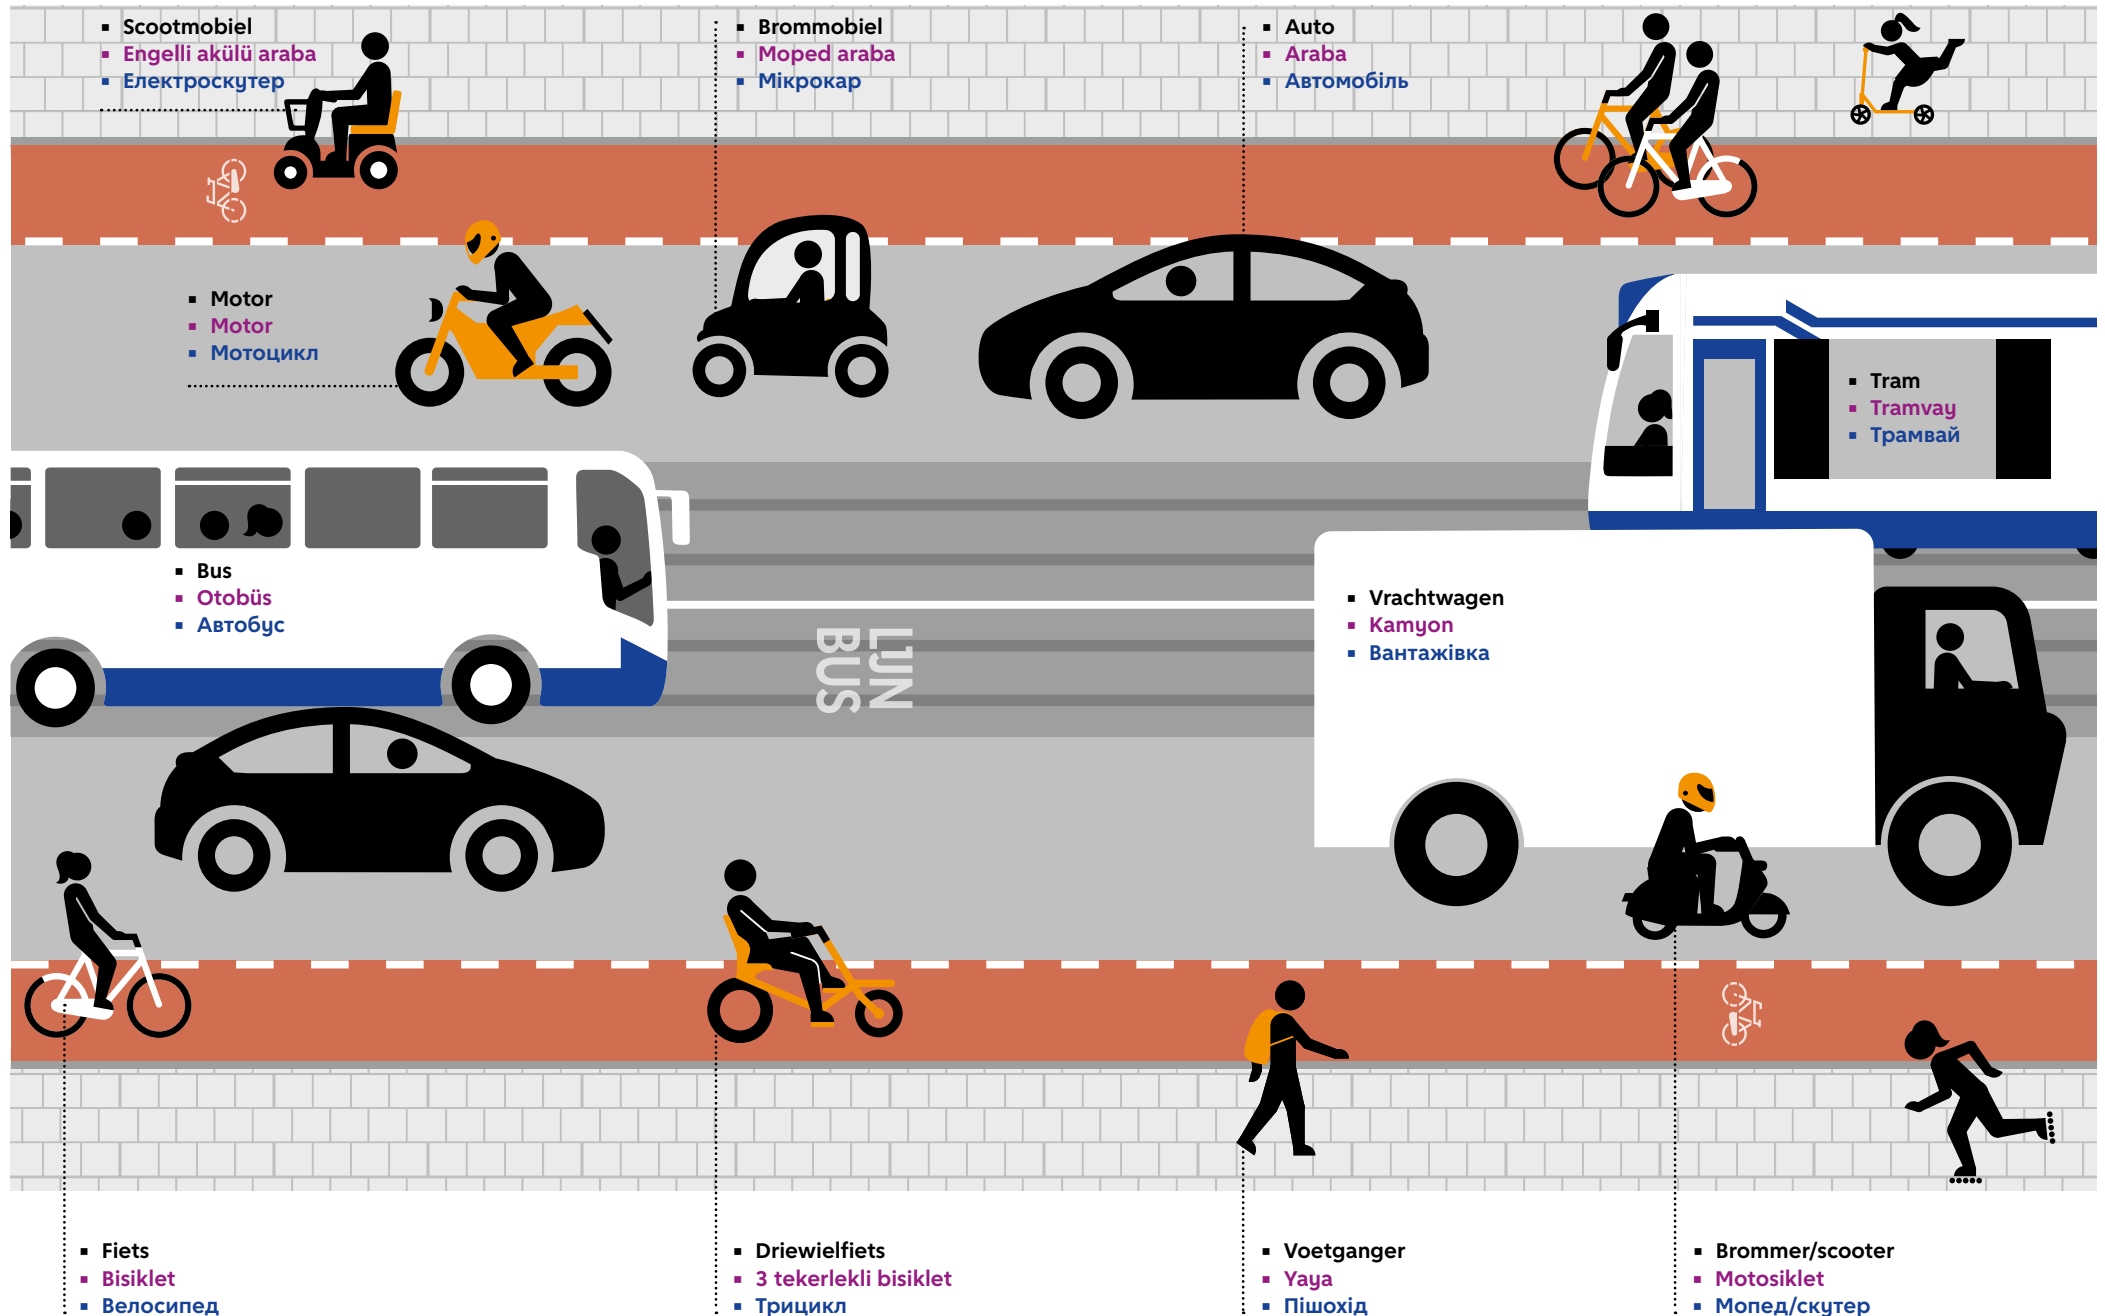 Scootmobiel
Engelli akülü araba
Електроскутер
Brommobiel
Moped araba
Мікрокар
Auto
Araba
Автомобіль
Motor
Motor
Мотоцикл
Tram
Tramvay
Трамвай
Bus
Otobüs
Автобус
LIJN
BUS
Vrachtwagen
Kamyon
Вантажівка
Fiets
Bisiklet
Велосипед
Driewielfiets
3 tekerlekli bisiklet
Трицикл
Voetganger
Yaya
Пішохід
Brommer/scooter
Motosiklet
Мопед/скутер